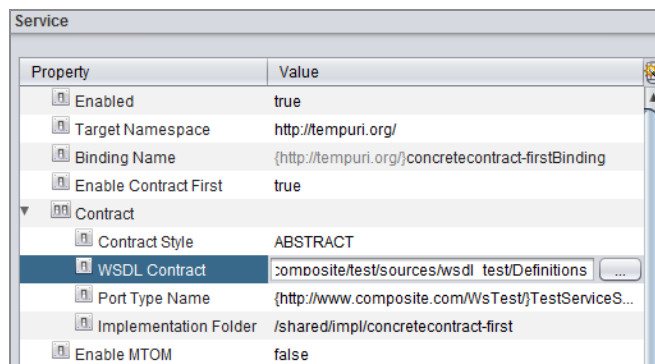 Service
Property Value
Enabled true
Target Namespace http://tempuri.org/
Binding Name {http://tempuri.org/}concretecontract-firstBinding
Enable Contract First true
Contract
Contract Style ABSTRACT
WSDL Contract :omposite/test/sources/wsdl_test/Definitions ...
Port Type Name {http://www.composite.com/WsTest/}TestServiceS...
Implementation Folder /shared/impl/concretecontract-first
Enable MTOM false